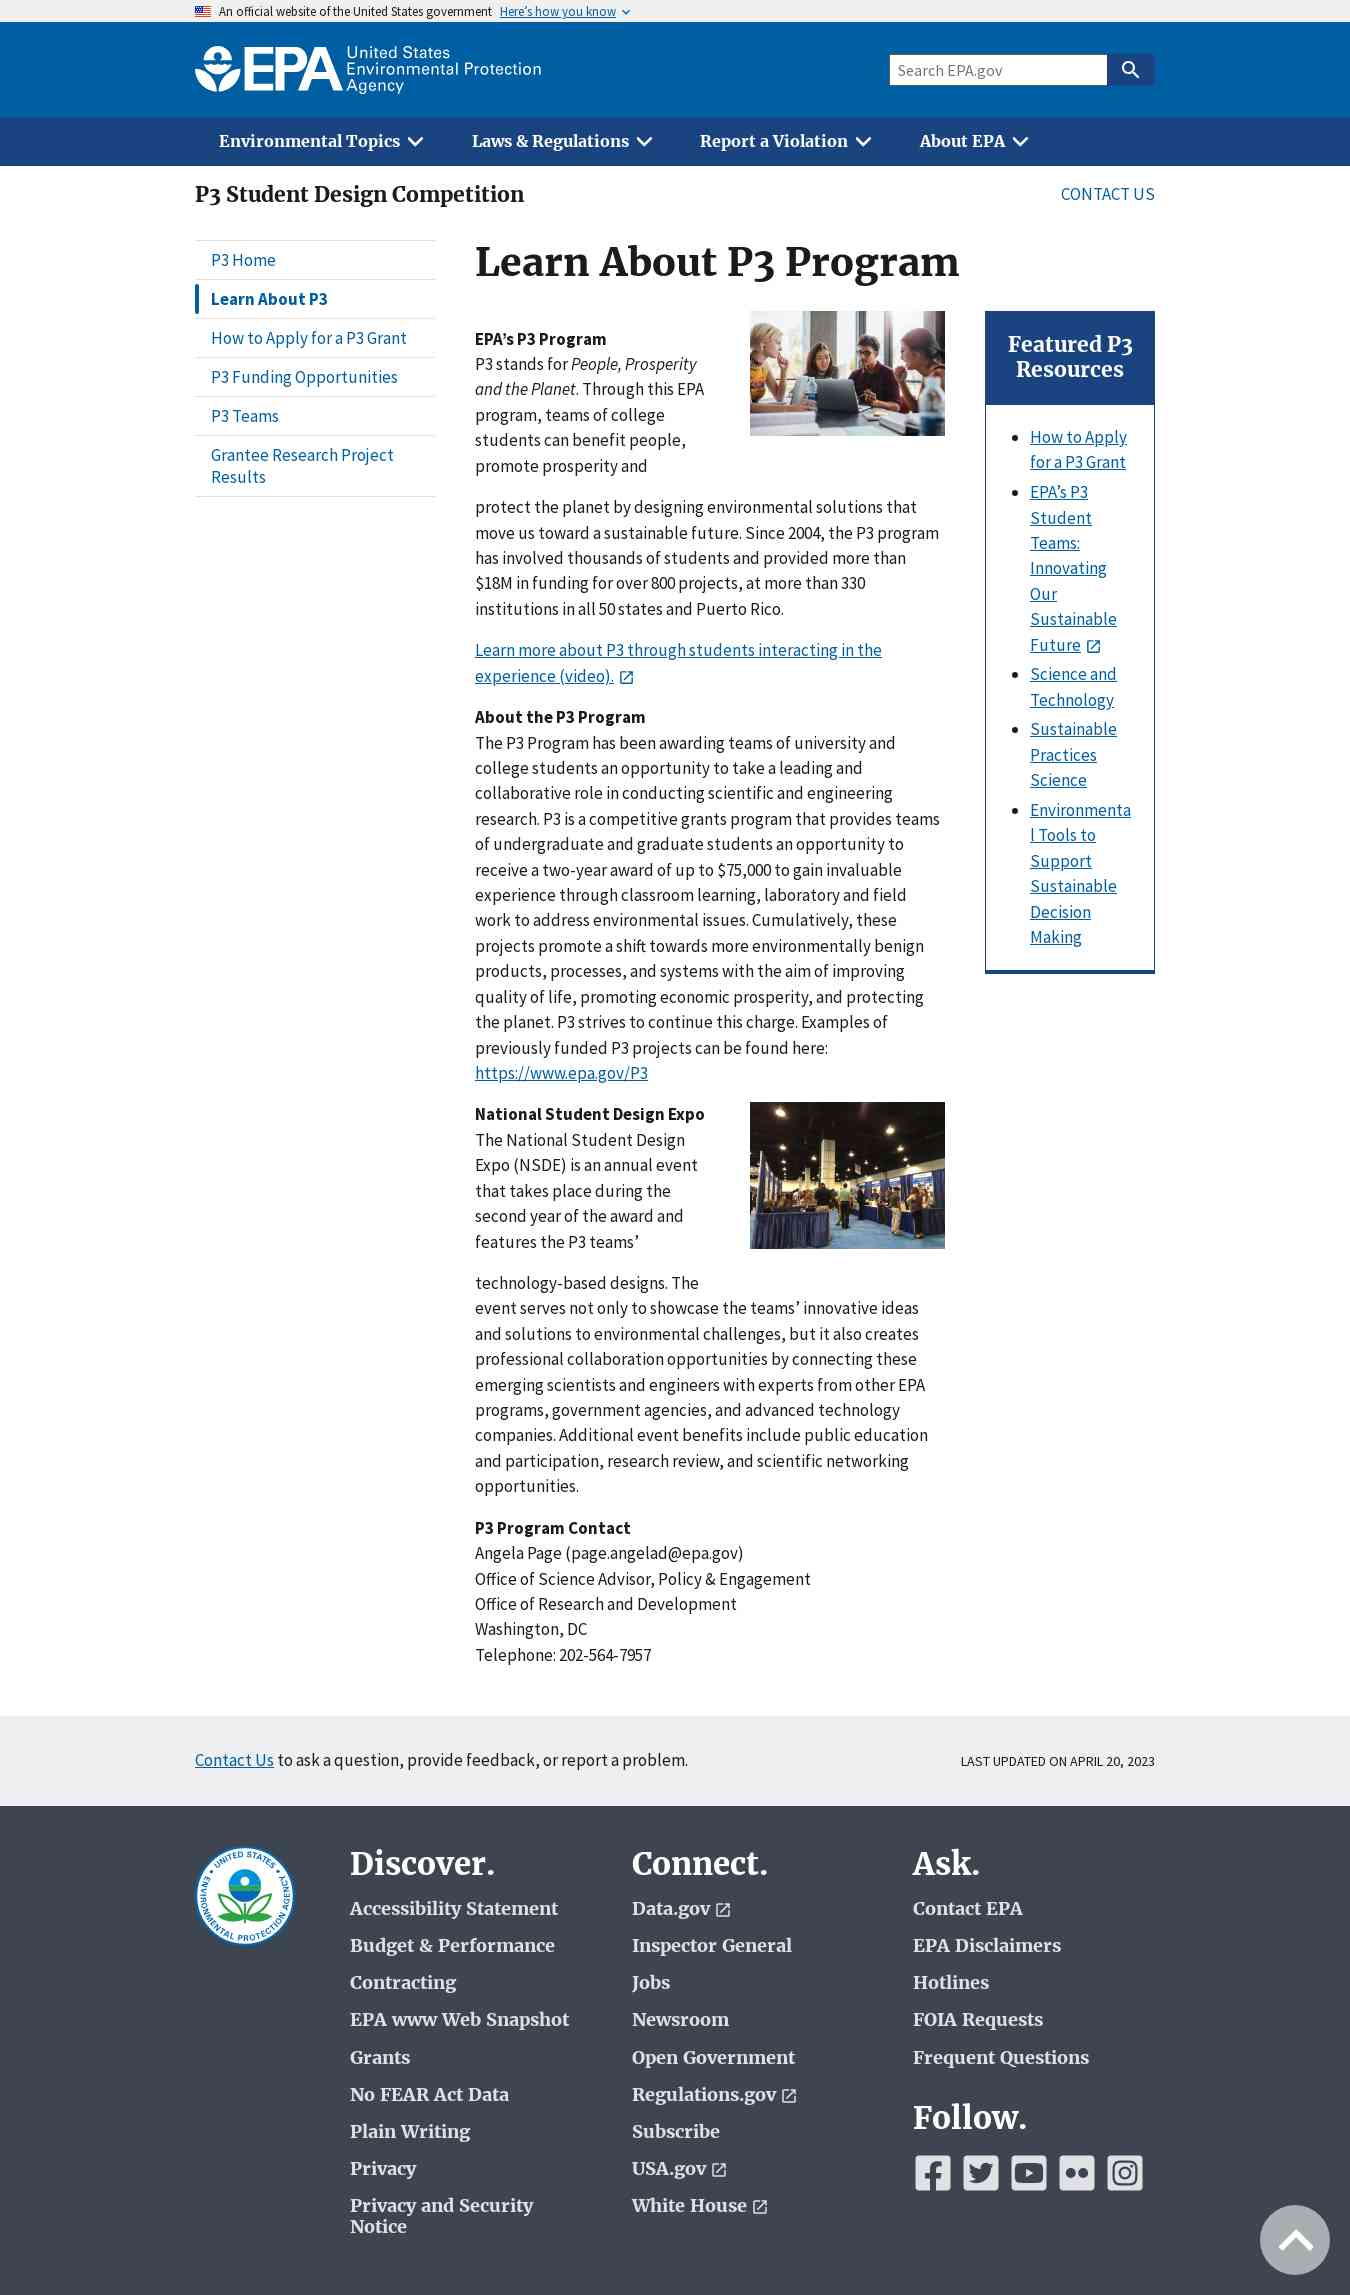 An official website of the United States government Here’s how you know
EPA United States
Environmental Protection
Agency
Search EPA.gov
Environmental Topics
Laws & Regulations
Report a Violation
About EPA
P3 Student Design Competition
CONTACT US
P3 Home
Learn About P3
How to Apply for a P3 Grant
P3 Funding Opportunities
P3 Teams
Grantee Research Project
Results
Learn About P3 Program
EPA’s P3 Program
P3 stands for People, Prosperity
and the Planet. Through this EPA
program, teams of college
students can benefit people,
promote prosperity and
protect the planet by designing environmental solutions that
move us toward a sustainable future. Since 2004, the P3 program
has involved thousands of students and provided more than
$18M in funding for over 800 projects, at more than 330
institutions in all 50 states and Puerto Rico.
Learn more about P3 through students interacting in the
experience (video).
About the P3 Program
The P3 Program has been awarding teams of university and
college students an opportunity to take a leading and
collaborative role in conducting scientific and engineering
research. P3 is a competitive grants program that provides teams
of undergraduate and graduate students an opportunity to
receive a two-year award of up to $75,000 to gain invaluable
experience through classroom learning, laboratory and field
work to address environmental issues. Cumulatively, these
projects promote a shift towards more environmentally benign
products, processes, and systems with the aim of improving
quality of life, promoting economic prosperity, and protecting
the planet. P3 strives to continue this charge. Examples of
previously funded P3 projects can be found here:
https://www.epa.gov/P3
National Student Design Expo
The National Student Design
Expo (NSDE) is an annual event
that takes place during the
second year of the award and
features the P3 teams’
technology-based designs. The
event serves not only to showcase the teams’ innovative ideas
and solutions to environmental challenges, but it also creates
professional collaboration opportunities by connecting these
emerging scientists and engineers with experts from other EPA
programs, government agencies, and advanced technology
companies. Additional event benefits include public education
and participation, research review, and scientific networking
opportunities.
P3 Program Contact
Angela Page (page.angelad@epa.gov)
Office of Science Advisor, Policy & Engagement
Office of Research and Development
Washington, DC
Telephone: 202-564-7957
Featured P3
Resources
How to Apply
for a P3 Grant
EPA’s P3
Student
Teams:
Innovating
Our
Sustainable
Future
Science and
Technology
Sustainable
Practices
Science
Environmenta
l Tools to
Support
Sustainable
Decision
Making
Contact Us to ask a question, provide feedback, or report a problem.
LAST UPDATED ON APRIL 20, 2023
UNITED STATES
ENVIRONMENTAL PROTECTION AGENCY
Discover.
Accessibility Statement
Budget & Performance
Contracting
EPA www Web Snapshot
Grants
No FEAR Act Data
Plain Writing
Privacy
Privacy and Security
Notice
Connect.
Data.gov
Inspector General
Jobs
Newsroom
Open Government
Regulations.gov
Subscribe
USA.gov
White House
Ask.
Contact EPA
EPA Disclaimers
Hotlines
FOIA Requests
Frequent Questions
Follow.